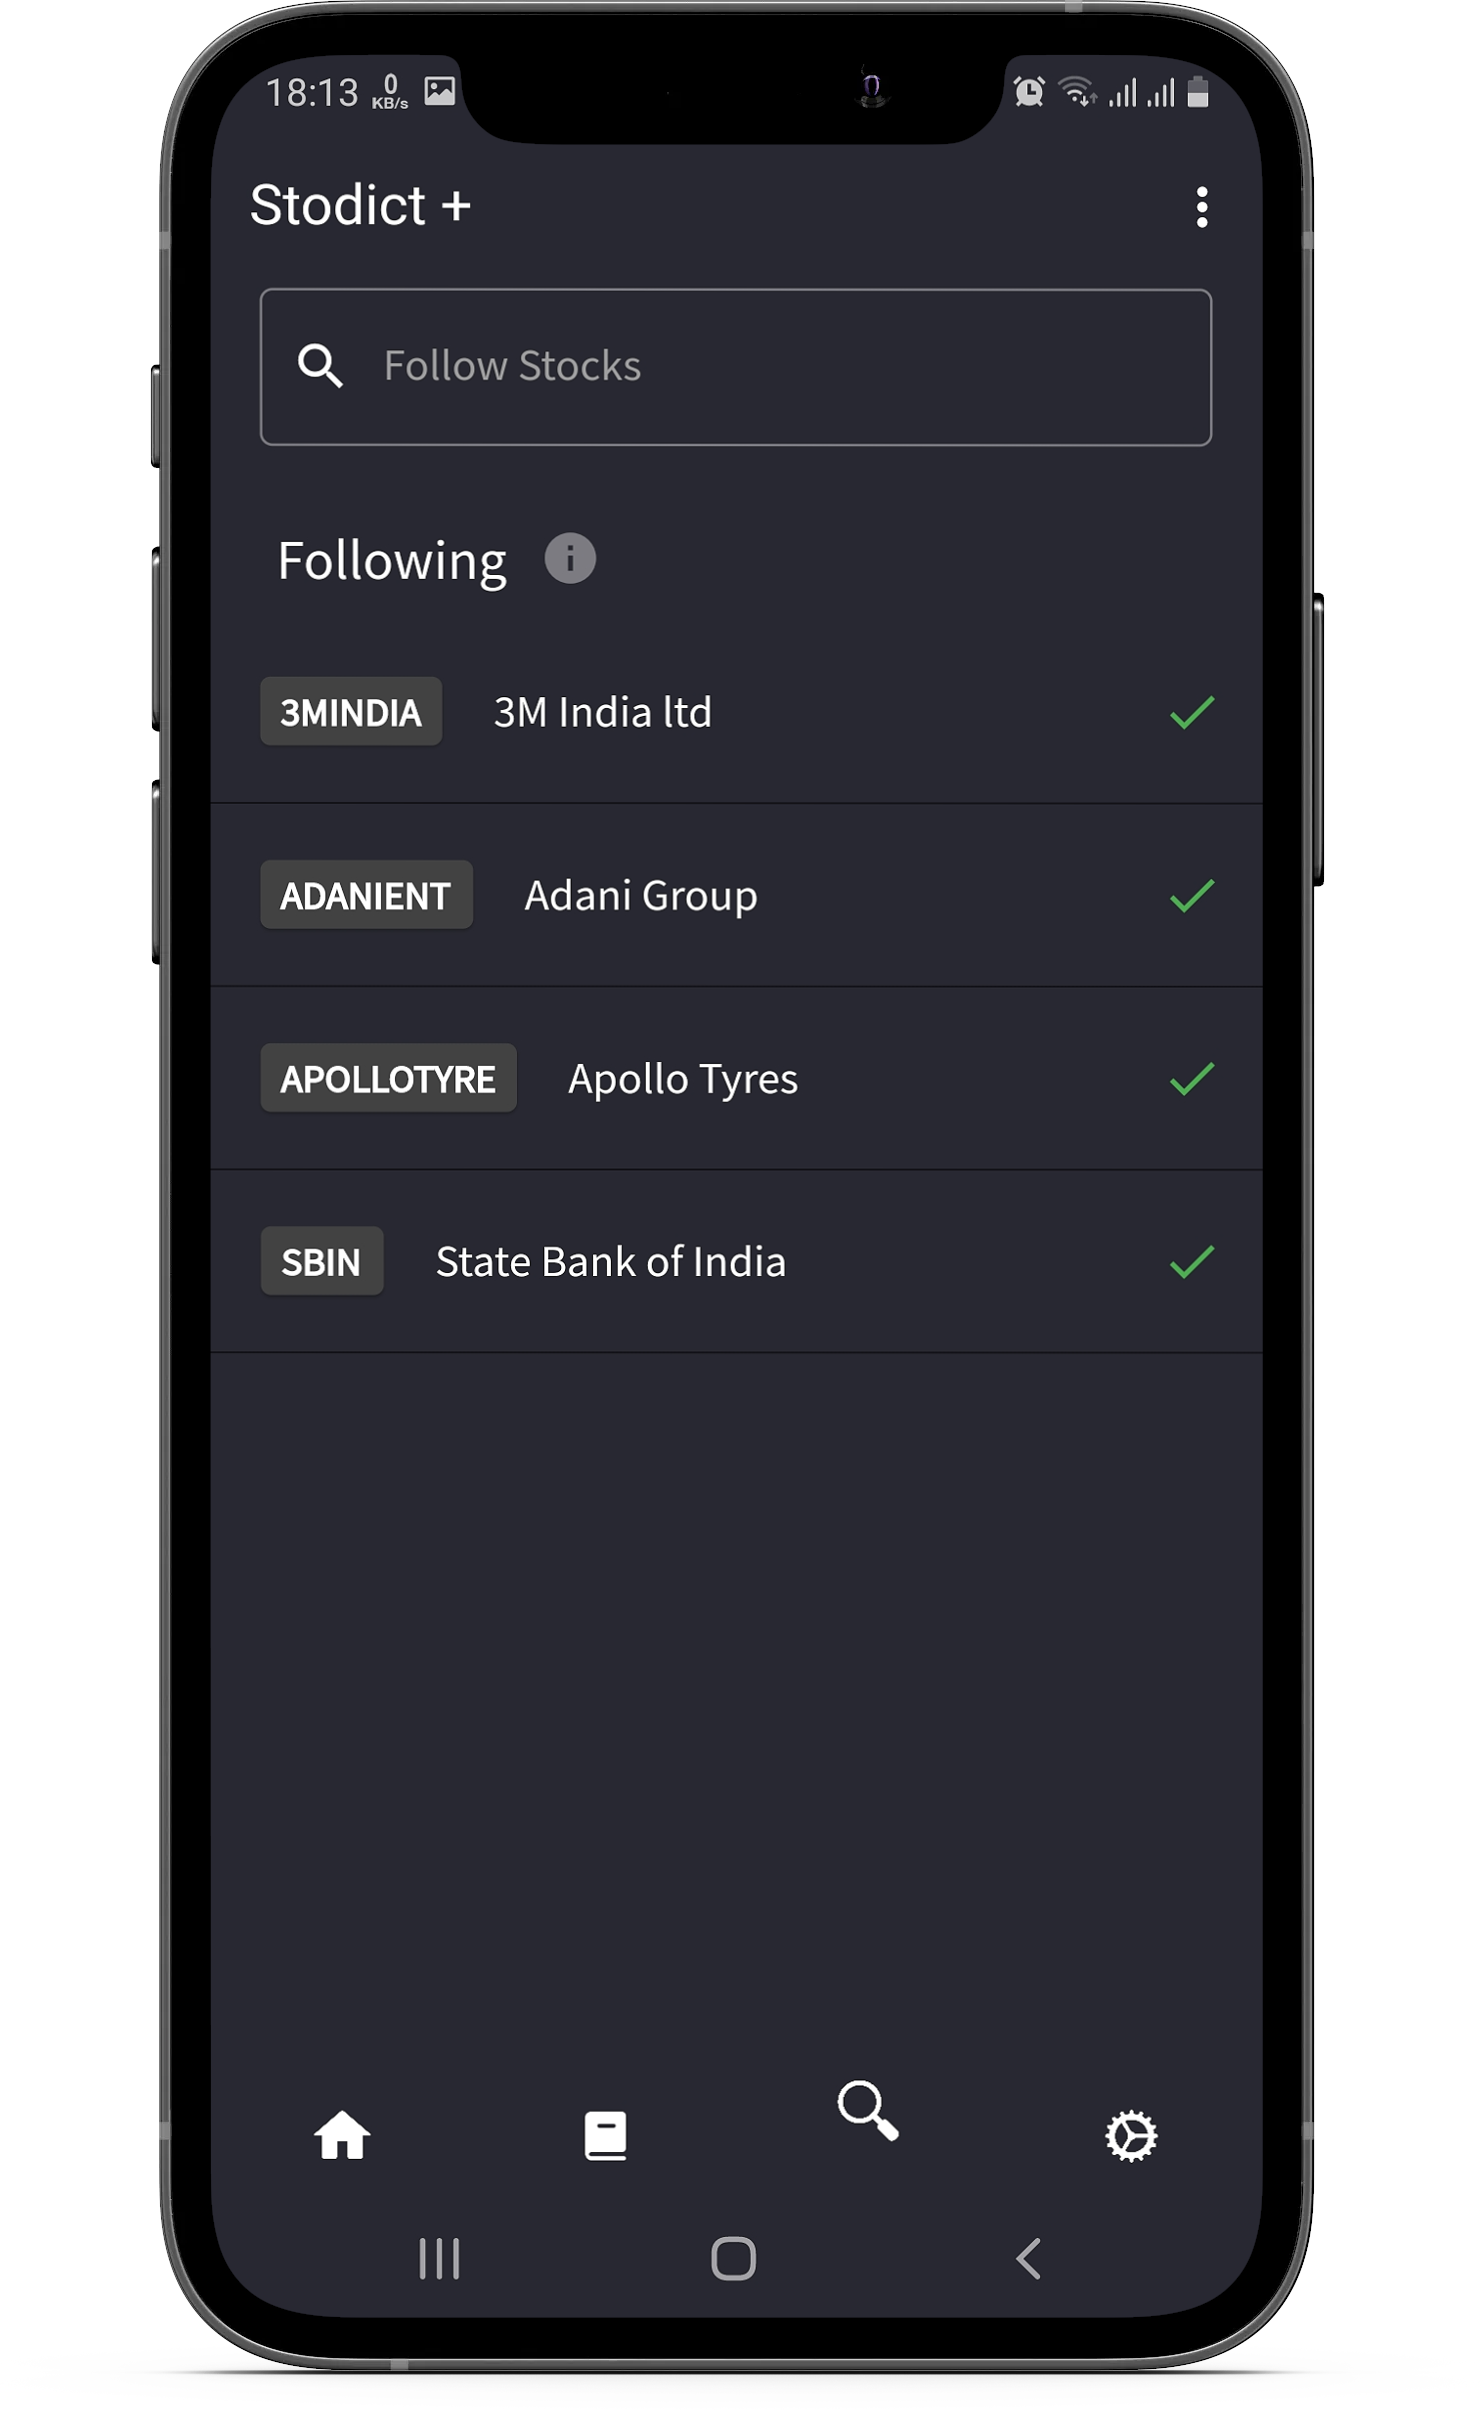 18:13 0 KB/s
Stodict +
Follow Stocks
Following
3MINDIA 3M India ltd
ADANIENT Adani Group
APOLLOTYRE Apollo Tyres
SBIN State Bank of India